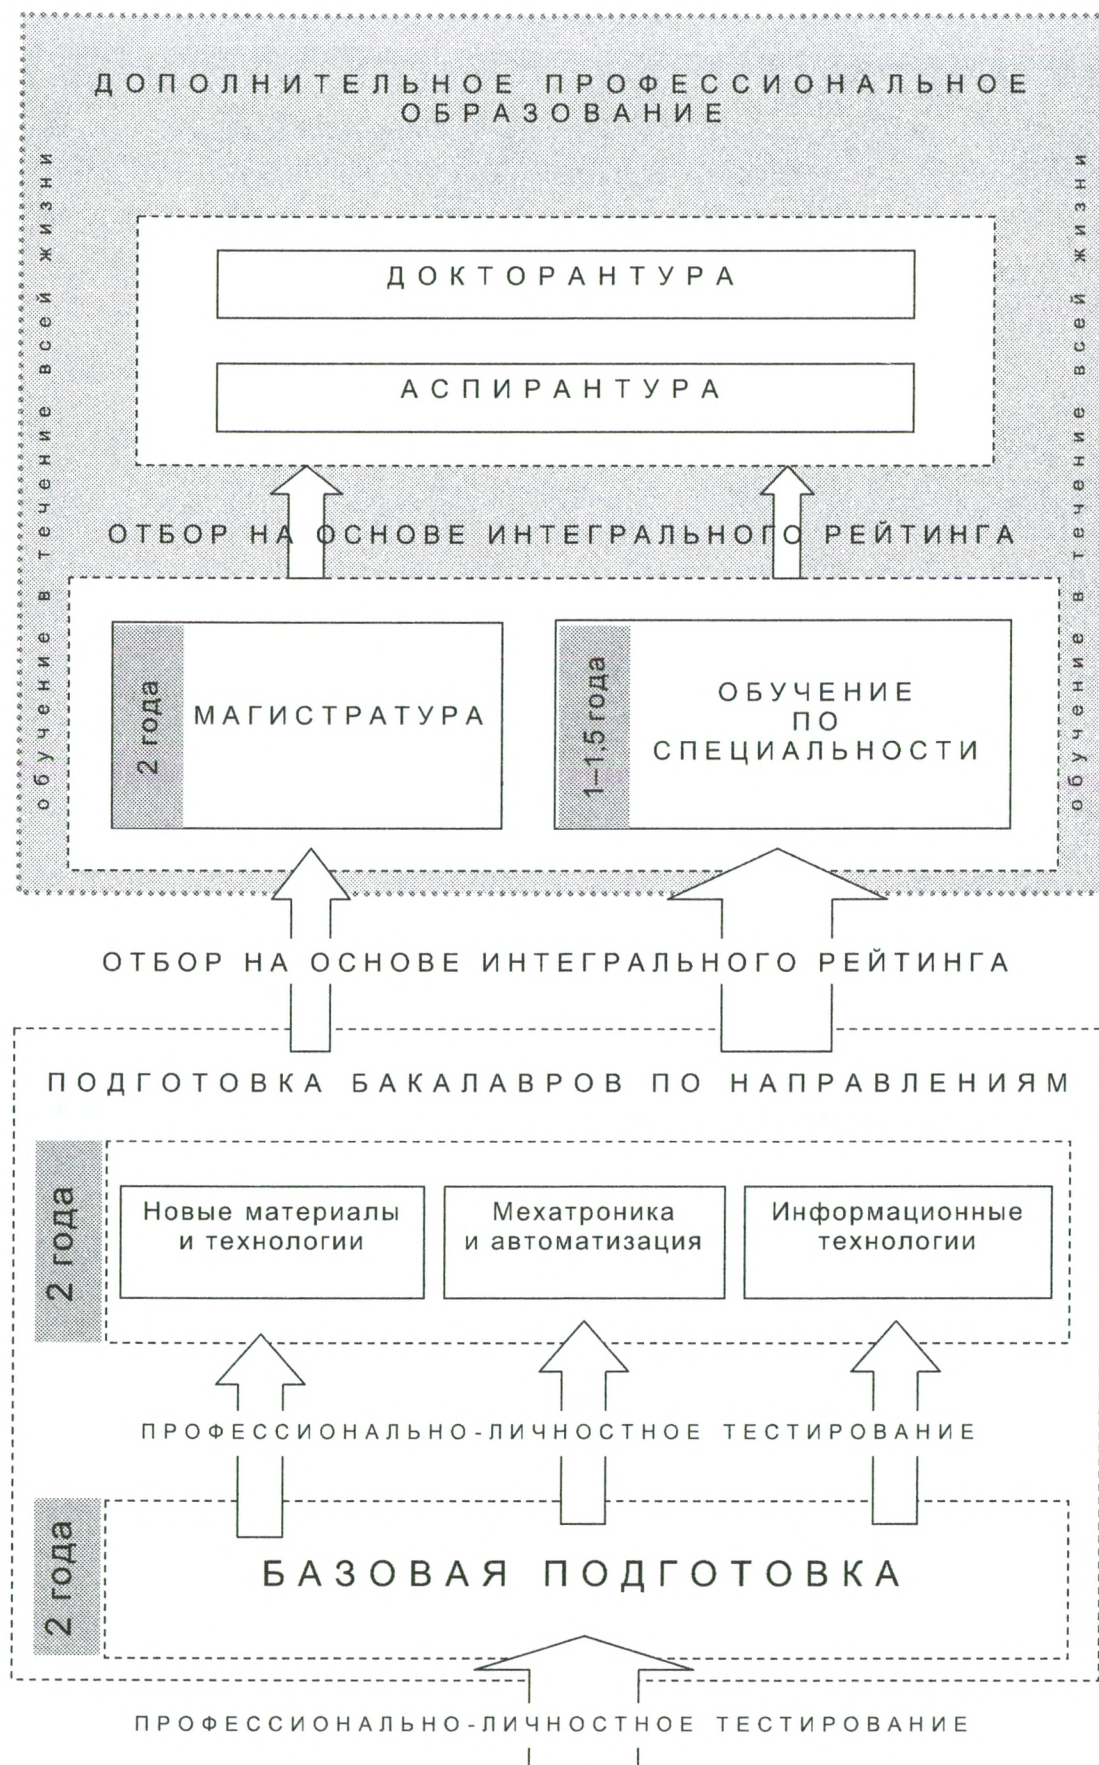 ДОПОЛНИТЕЛЬНОЕ ПРОФЕССИОНАЛЬНОЕ
ОБРАЗОВАНИЕ
обучение в течение всей жизни
обучение в течение всей жизни
ДОКТОРАНТУРА
АСПИРАНТУРА
ОТБОР НА ОСНОВЕ ИНТЕГРАЛЬНОГО РЕЙТИНГА
2 года
МАГИСТРАТУРА
1–1,5 года
ОБУЧЕНИЕ
ПО
СПЕЦИАЛЬНОСТИ
ОТБОР НА ОСНОВЕ ИНТЕГРАЛЬНОГО РЕЙТИНГА
ПОДГОТОВКА БАКАЛАВРОВ ПО НАПРАВЛЕНИЯМ
2 года
Новые материалы
и технологии
Мехатроника
и автоматизация
Информационные
технологии
ПРОФЕССИОНАЛЬНО-ЛИЧНОСТНОЕ ТЕСТИРОВАНИЕ
2 года
БАЗОВАЯ ПОДГОТОВКА
ПРОФЕССИОНАЛЬНО-ЛИЧНОСТНОЕ ТЕСТИРОВАНИЕ